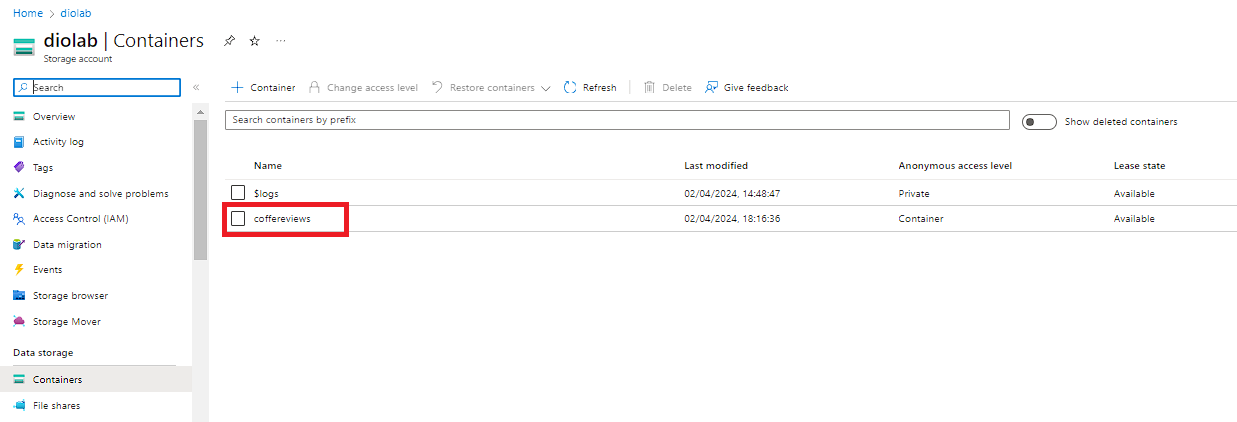 Home > diolab
diolab | Containers
Storage account
Search
Overview
Activity log
Tags
Diagnose and solve problems
Access Control (IAM)
Data migration
Events
Storage browser
Storage Mover
Data storage
Containers
File shares
+ Container Change access level Restore containers Refresh Delete Give feedback
Search containers by prefix
Show deleted containers
Name Last modified Anonymous access level Lease state
$logs 02/04/2024, 14:48:47 Private Available
coffereviews 02/04/2024, 18:16:36 Container Available